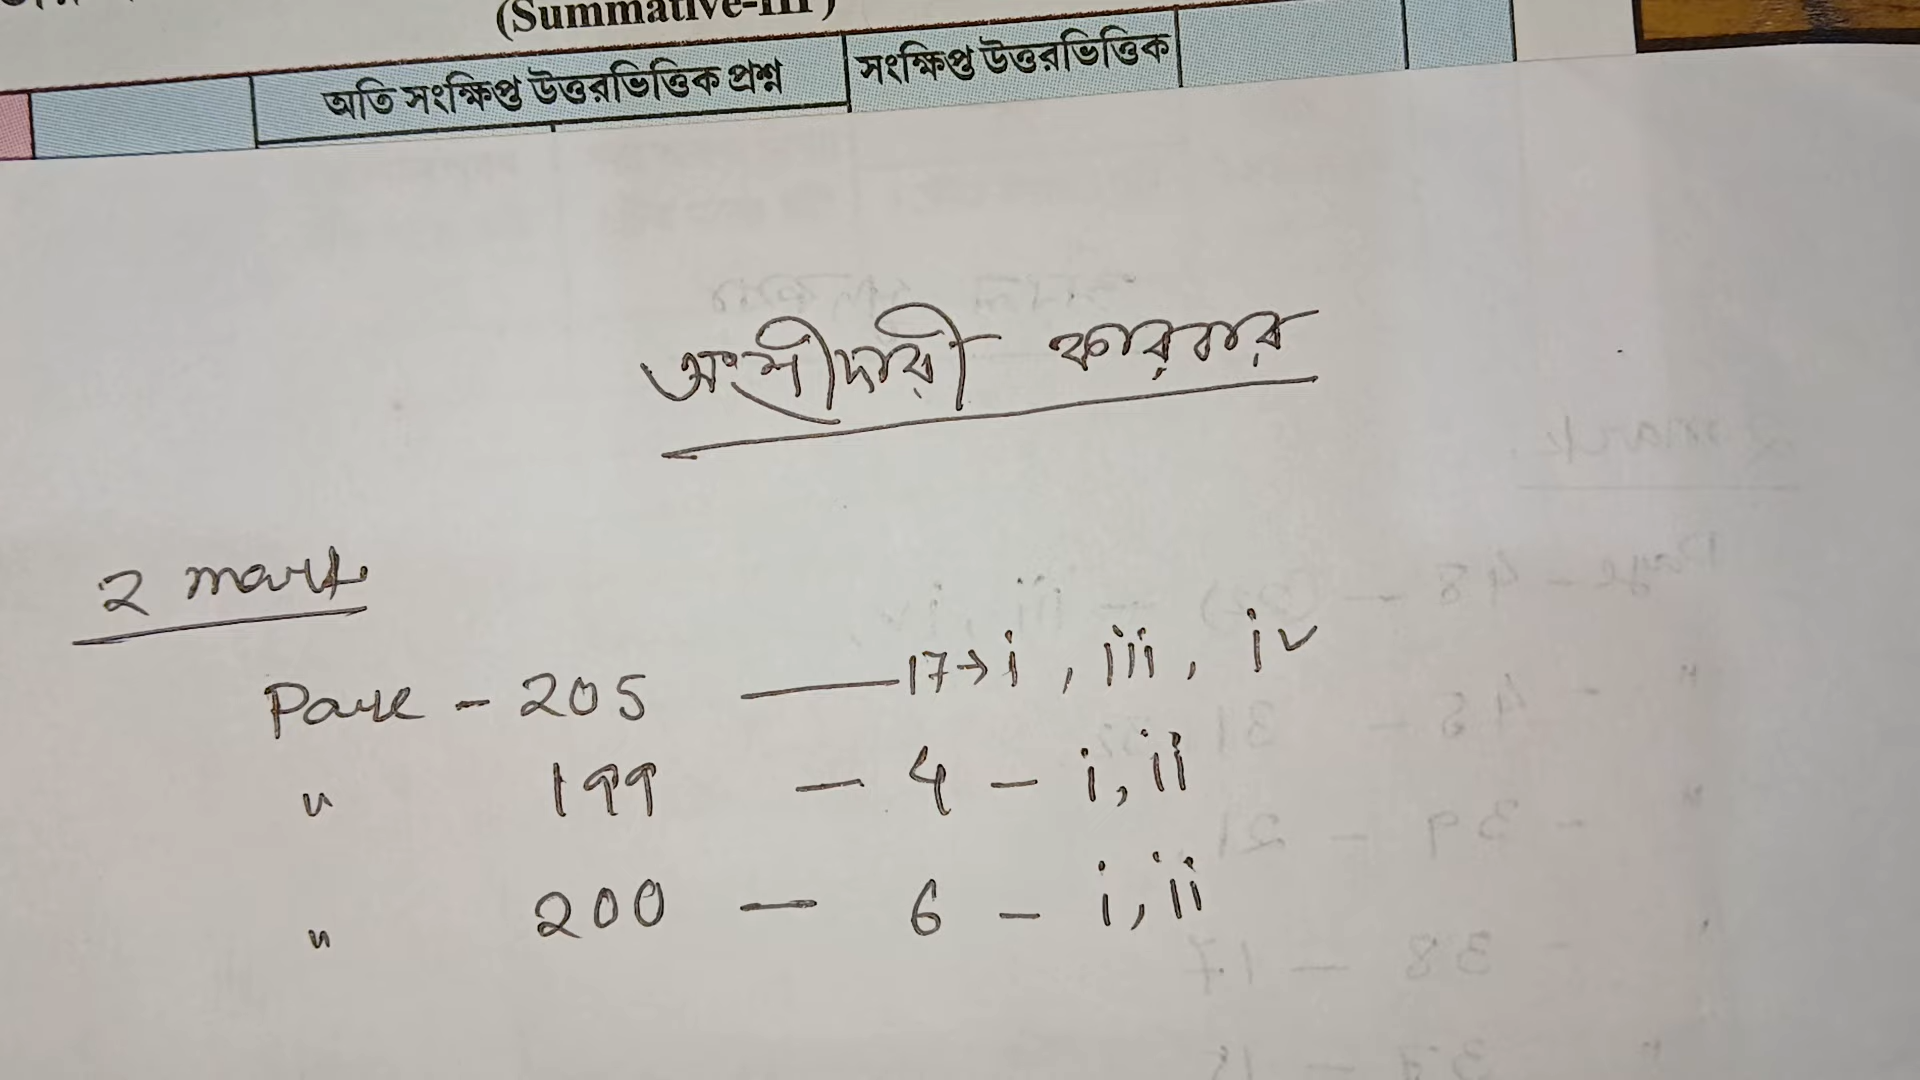 (Summative-III)
অতি সংক্ষিপ্ত উত্তরভিত্তিক প্রশ্ন
সংক্ষিপ্ত উত্তরভিত্তিক
অংশীদারী কারবার
2 mark
Page - 205 — 17→ i, iii, iv
" 199 — 4 — i, ii
" 200 — 6 — i, ii